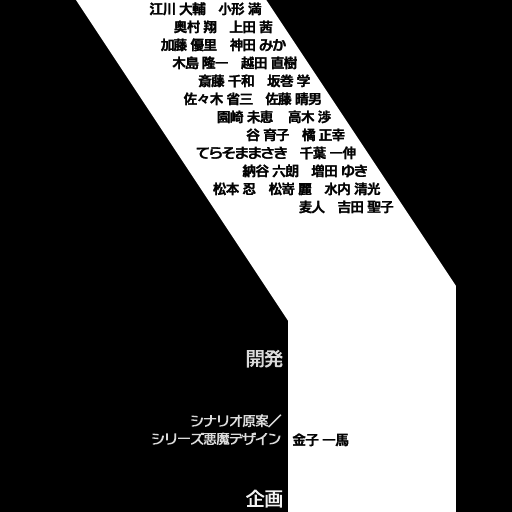 江川 大輔　小形 満
奥村 翔　上田 茜
加藤 優里　神田 みか
木島 隆一　越田 直樹
斎藤 千和　坂巻 学
佐々木 省三　佐藤 晴男
園崎 未恵　高木 渉
谷 育子　橘 正幸
てらそままさき　千葉 一伸
納谷 六朗　増田 ゆき
松本 忍　松嵜 麗　水内 清光
麦人　吉田 聖子
開発
シナリオ原案／
シリーズ悪魔デザイン　金子 一馬
企画